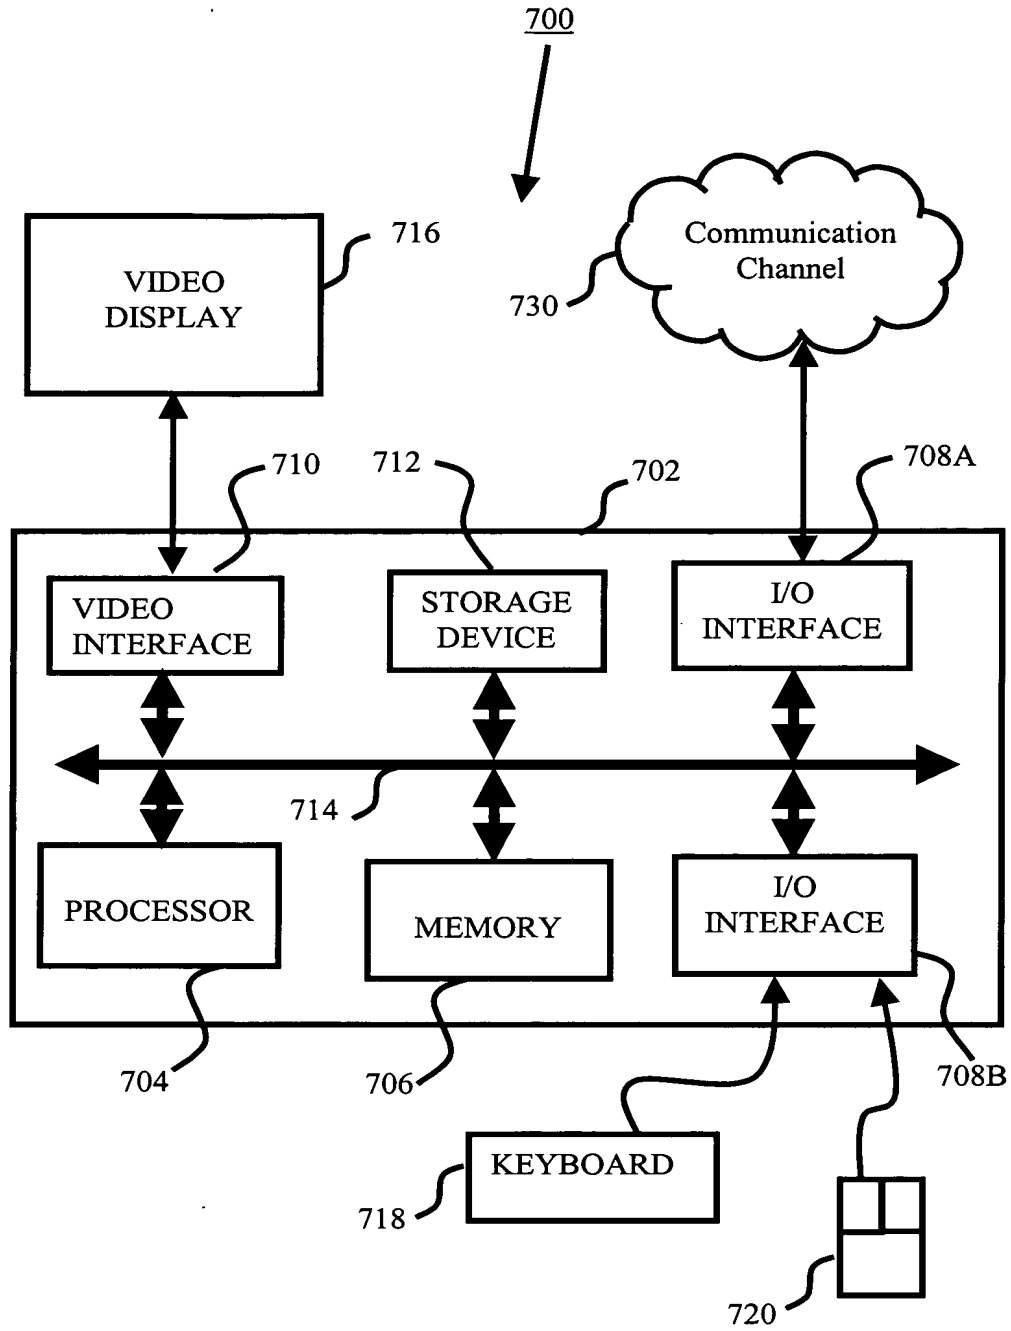 700
716
VIDEO
DISPLAY
Communication
Channel
730
710
712
702
708A
VIDEO
INTERFACE
STORAGE
DEVICE
I/O
INTERFACE
714
PROCESSOR
MEMORY
I/O
INTERFACE
704
706
708B
KEYBOARD
718
720